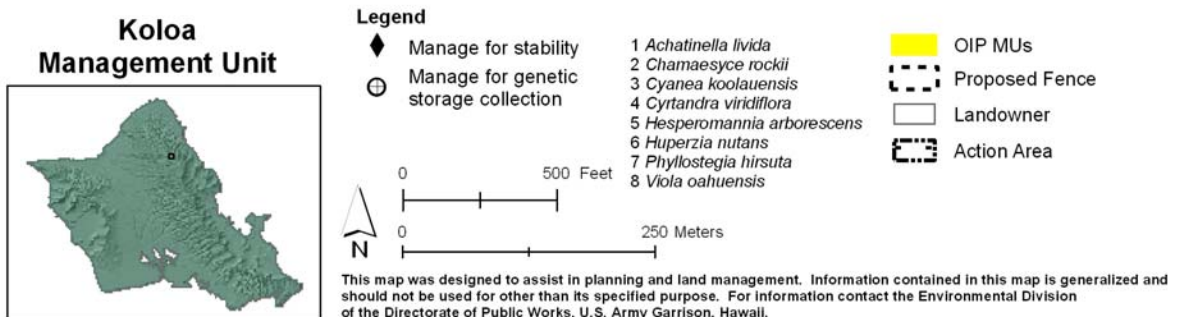 Koloa
Management Unit
Legend
Manage for stability
Manage for genetic
storage collection
1 Achatinella livida
2 Chamaesyce rockii
3 Cyanea koolauensis
4 Cyrtandra viridiflora
5 Hesperomannia arborescens
6 Huperzia nutans
7 Phyllostegia hirsuta
8 Viola oahuensis
OIP MUs
Proposed Fence
Landowner
Action Area
0 500 Feet
0 250 Meters
N
This map was designed to assist in planning and land management. Information contained in this map is generalized and
should not be used for other than its specified purpose. For information contact the Environmental Division
of the Directorate of Public Works, U.S. Army Garrison, Hawaii.